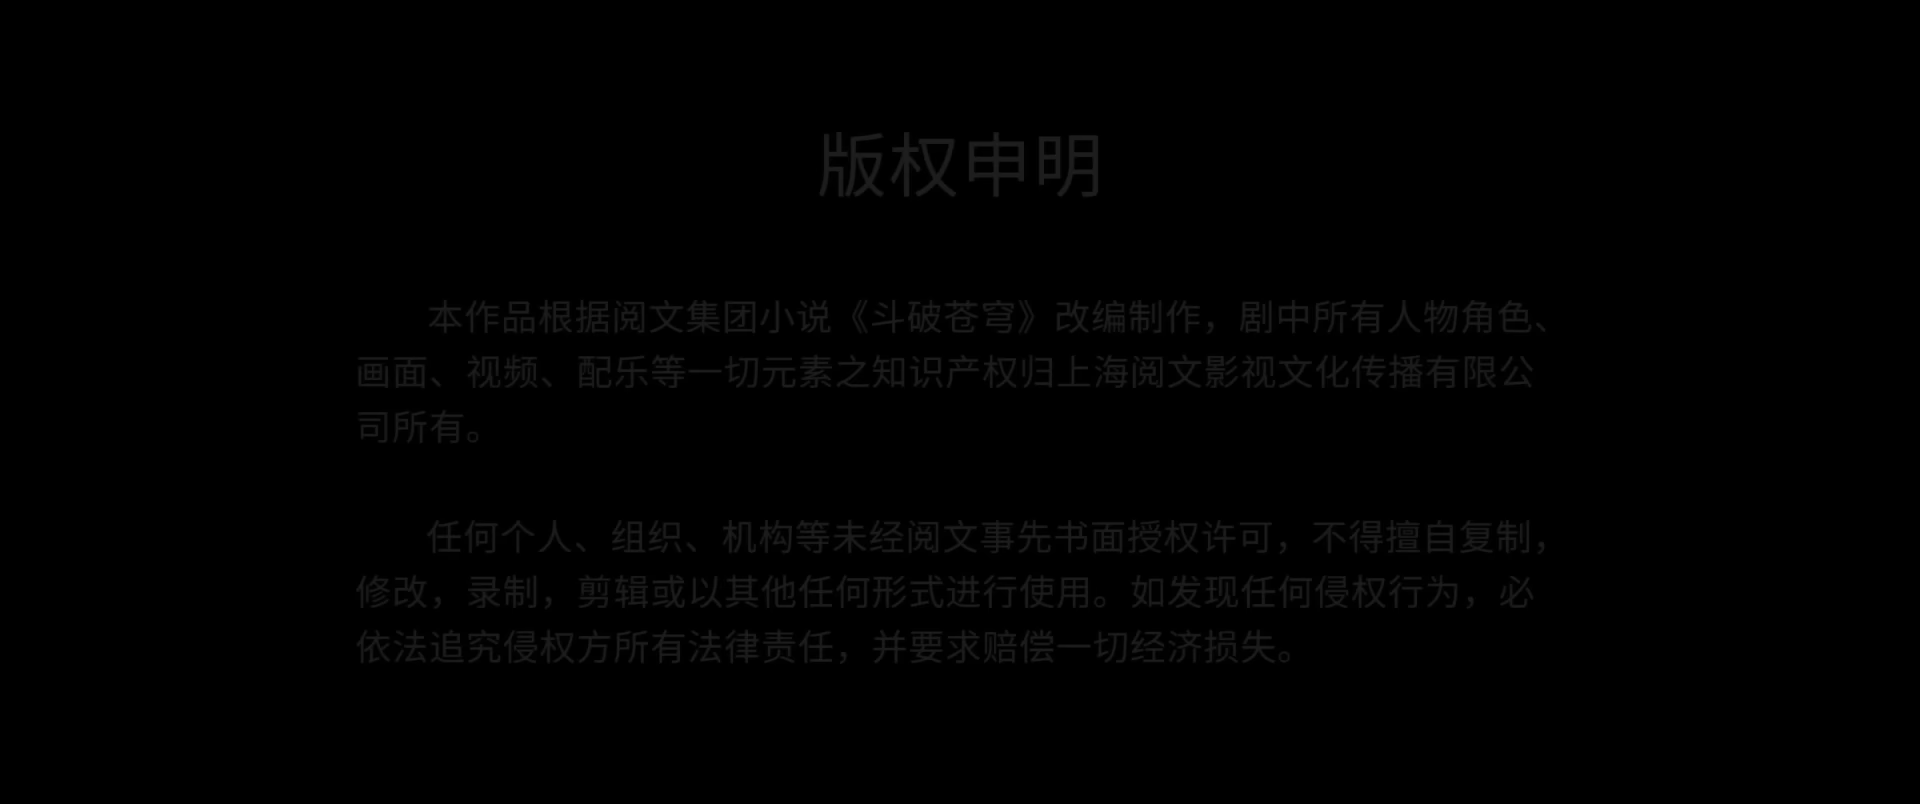 版权申明
本作品根据阅文集团小说《斗破苍穹》改编制作，剧中所有人物角色、
画面、视频、配乐等一切元素之知识产权归上海阅文影视文化传播有限公
司所有。
任何个人、组织、机构等未经阅文事先书面授权许可，不得擅自复制，
修改，录制，剪辑或以其他任何形式进行使用。如发现任何侵权行为，必
依法追究侵权方所有法律责任，并要求赔偿一切经济损失。